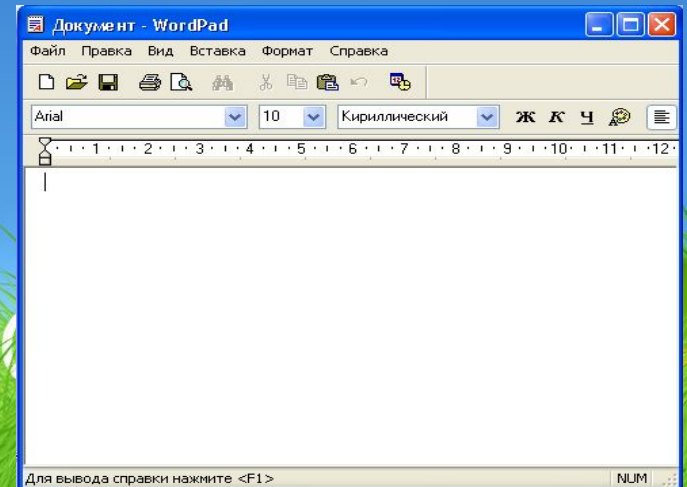 Документ - WordPad
Файл Правка Вид Вставка Формат Справка
Arial 10 Кириллический Ж К Ч
1 2 3 4 5 6 7 8 9 10 11 12
Для вывода справки нажмите <F1> NUM